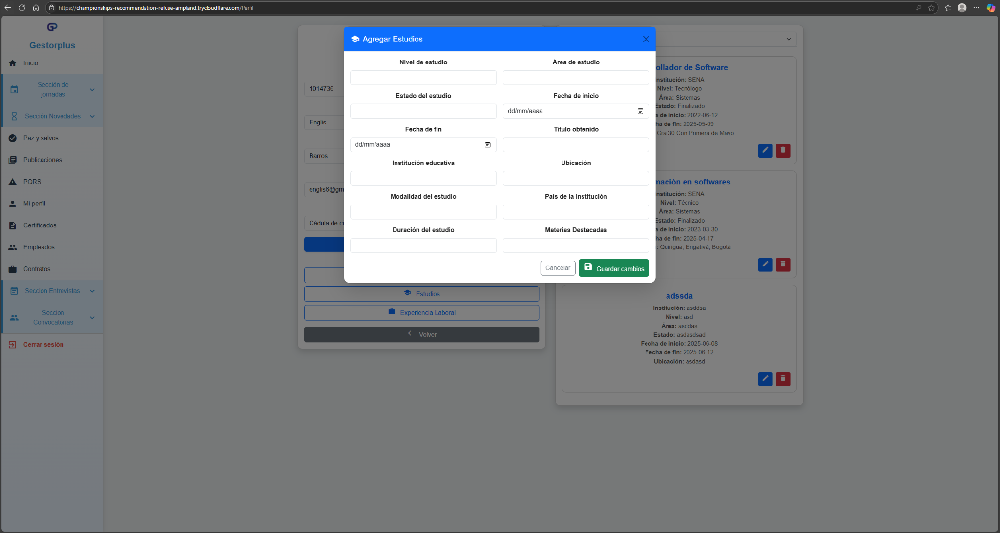 https://championships-recommendation-refuse-ampland.trycloudflare.com/Perfil
GP
Gestorplus
Inicio
Sección de
jornadas
Sección Novedades
Paz y salvos
Publicaciones
PQRS
Mi perfil
Certificados
Empleados
Contratos
Seccion Entrevistas
Seccion
Convocatorias
Cerrar sesión
1014736
Englis
Barros
englis6@gm
Cédula de ci
Estudios
Experiencia Laboral
Volver
Agregar Estudios
Nivel de estudio
Área de estudio
Estado del estudio
Fecha de inicio
dd/mm/aaaa
Fecha de fin
Titulo obtenido
dd/mm/aaaa
Institución educativa
Ubicación
Modalidad del estudio
Pais de la Institución
Duración del estudio
Materias Destacadas
Cancelar
Guardar cambios
ollador de Software
nstitución: SENA
Nivel: Tecnólogo
Área: Sistemas
Estado: Finalizado
a de inicio: 2022-06-12
ha de fin: 2025-05-09
Cra 30 Con Primera de Mayo
mación en softwares
nstitución: SENA
Nivel: Técnico
Área: Sistemas
Estado: Finalizado
a de inicio: 2023-03-30
ha de fin: 2025-04-17
: Quirigua, Engativá, Bogotá
adssda
Institución: asddsa
Nivel: asd
Área: asddas
Estado: asdasdsad
Fecha de inicio: 2025-06-08
Fecha de fin: 2025-06-12
Ubicación: asdasd